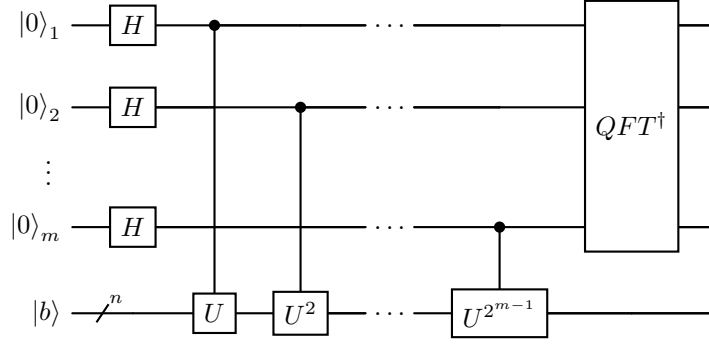 |0⟩₁ H ⋯
|0⟩₂ H ⋯ QFT†
⋮
|0⟩ₘ H ⋯
|b⟩ n U U² ⋯ U^{2^{m−1}}